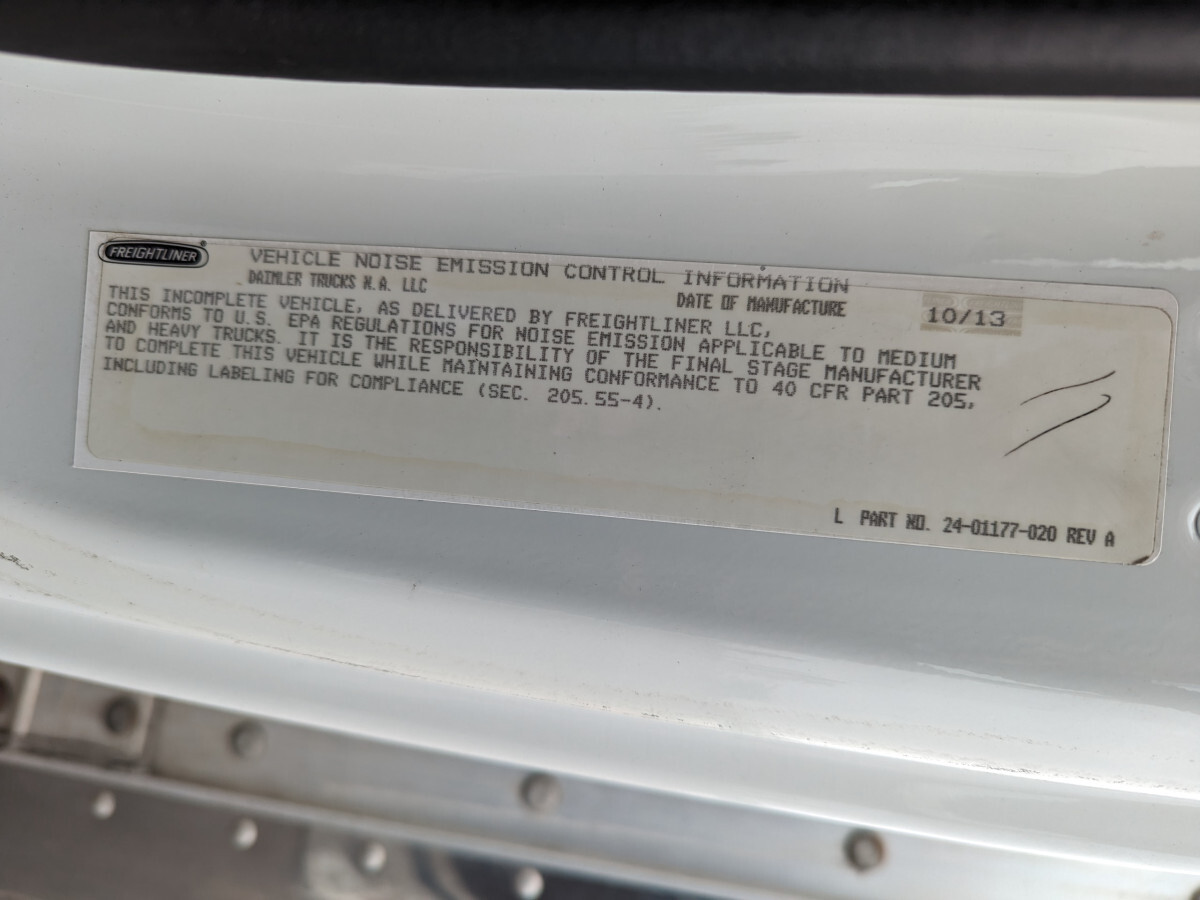 FREIGHTLINER
VEHICLE NOISE EMISSION CONTROL INFORMATION
DAIMLER TRUCKS N.A. LLC
DATE OF MANUFACTURE 10/13
THIS INCOMPLETE VEHICLE, AS DELIVERED BY FREIGHTLINER LLC,
CONFORMS TO U.S. EPA REGULATIONS FOR NOISE EMISSION APPLICABLE TO MEDIUM
AND HEAVY TRUCKS. IT IS THE RESPONSIBILITY OF THE FINAL STAGE MANUFACTURER
TO COMPLETE THIS VEHICLE WHILE MAINTAINING CONFORMANCE TO 40 CFR PART 205,
INCLUDING LABELING FOR COMPLIANCE (SEC. 205.55-4).
L PART NO. 24-01177-020 REV A